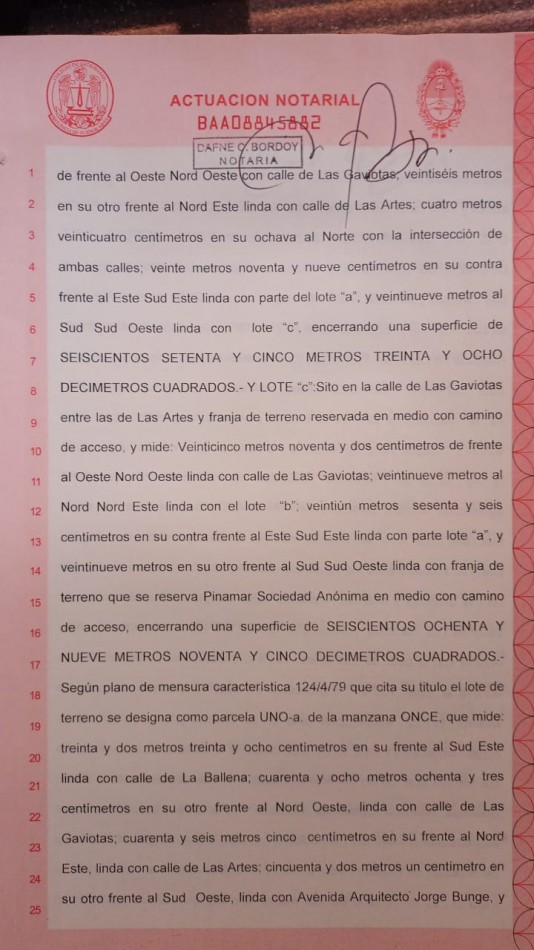 ACTUACION NOTARIAL
BAA08845882
DAFNE C. BORDOY
NOTARIA
1 de frente al Oeste Nord Oeste con calle de Las Gaviotas; veintiséis metros
2 en su otro frente al Nord Este linda con calle de Las Artes; cuatro metros
3 veinticuatro centímetros en su ochava al Norte con la intersección de
4 ambas calles; veinte metros noventa y nueve centímetros en su contra
5 frente al Este Sud Este linda con parte del lote “a”, y veintinueve metros al
6 Sud Sud Oeste linda con lote “c”, encerrando una superficie de
7 SEISCIENTOS SETENTA Y CINCO METROS TREINTA Y OCHO
8 DECIMETROS CUADRADOS.- Y LOTE “c”:Sito en la calle de Las Gaviotas
9 entre las de Las Artes y franja de terreno reservada en medio con camino
10 de acceso, y mide: Veinticinco metros noventa y dos centímetros de frente
11 al Oeste Nord Oeste linda con calle de Las Gaviotas; veintinueve metros al
12 Nord Nord Este linda con el lote “b”; veintiún metros sesenta y seis
13 centímetros en su contra frente al Este Sud Este linda con parte lote “a”, y
14 veintinueve metros en su otro frente al Sud Sud Oeste linda con franja de
15 terreno que se reserva Pinamar Sociedad Anónima en medio con camino
16 de acceso, encerrando una superficie de SEISCIENTOS OCHENTA Y
17 NUEVE METROS NOVENTA Y CINCO DECIMETROS CUADRADOS.-
18 Según plano de mensura característica 124/4/79 que cita su titulo el lote de
19 terreno se designa como parcela UNO-a. de la manzana ONCE, que mide:
20 treinta y dos metros treinta y ocho centímetros en su frente al Sud Este
21 linda con calle de La Ballena; cuarenta y ocho metros ochenta y tres
22 centímetros en su otro frente al Nord Oeste, linda con calle de Las
23 Gaviotas; cuarenta y seis metros cinco centímetros en su frente al Nord
24 Este, linda con calle de Las Artes; cincuenta y dos metros un centímetro en
25 su otro frente al Sud Oeste, linda con Avenida Arquitecto Jorge Bunge, y